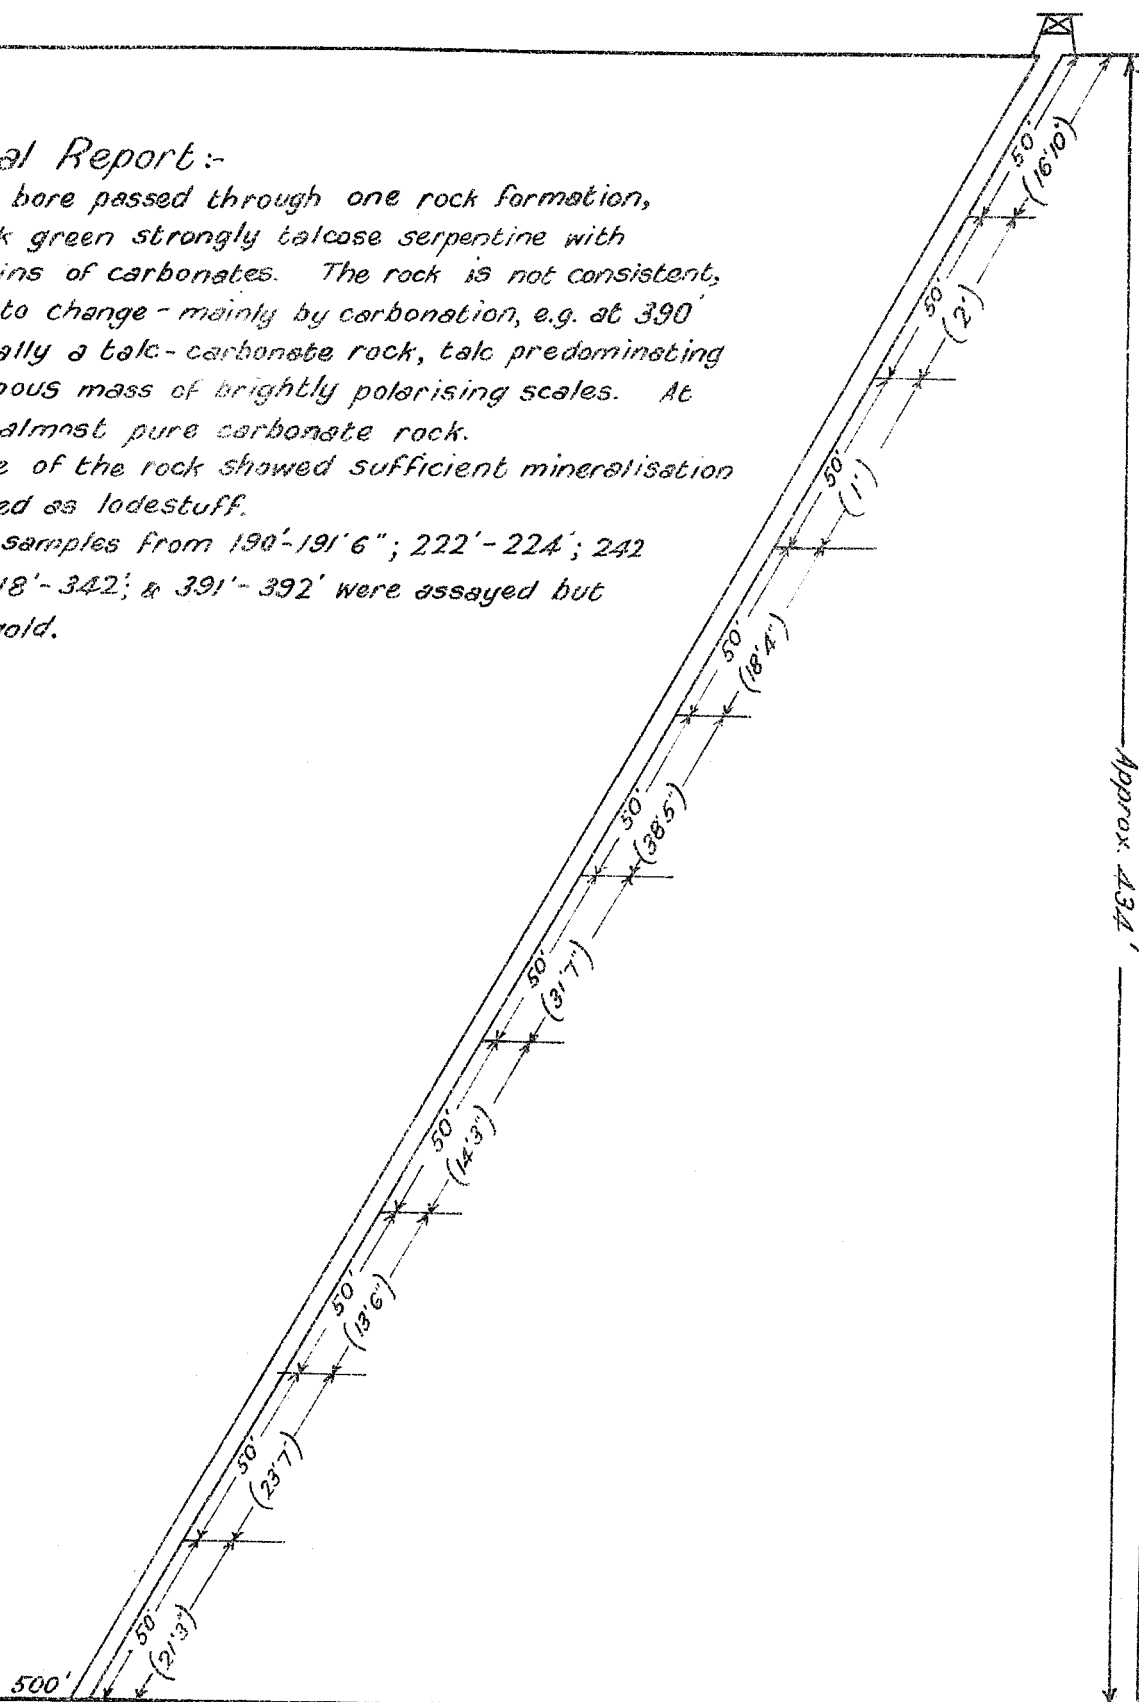 al Report:-
bore passed through one rock formation,
k green strongly talcose serpentine with
ins of carbonates. The rock is not consistent,
to change - mainly by carbonation, e.g. at 390'
ally a talc-carbonate rock, talc predominating
ous mass of brightly polarising scales. At
almost pure carbonate rock.
e of the rock showed sufficient mineralisation
ed as lodestuff.
samples from 190'-191'6"; 222'-224'; 242
18'-342'; & 391'-392' were assayed but
gold.
50'
(16'10")
50'
(2')
50'
(1')
50'
(18'4")
50'
(38'5")
50'
(31'7")
50'
(14'3")
50'
(13'6")
50'
(23'7")
50'
(21'3")
Approx. 434'
500'